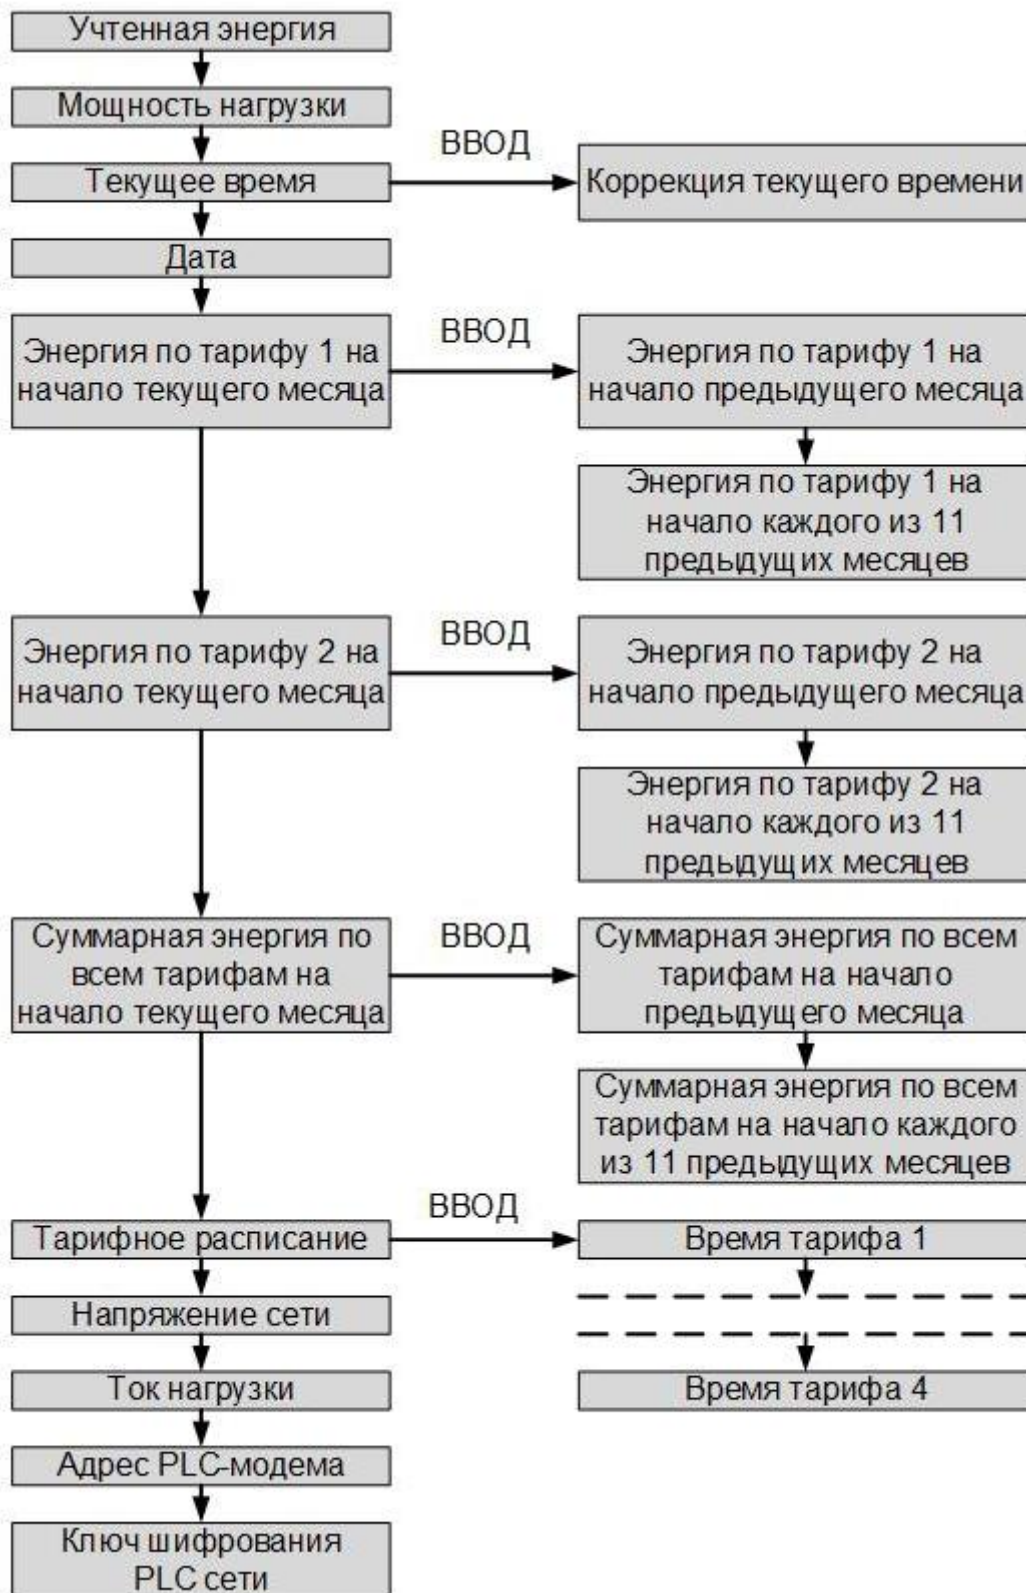 Учтенная энергия
Мощность нагрузки
ВВОД
Текущее время
Коррекция текущего времени
Дата
ВВОД
Энергия по тарифу 1 на
начало текущего месяца
Энергия по тарифу 1 на
начало предыдущего месяца
Энергия по тарифу 1 на
начало каждого из 11
предыдущих месяцев
ВВОД
Энергия по тарифу 2 на
начало текущего месяца
Энергия по тарифу 2 на
начало предыдущего месяца
Энергия по тарифу 2 на
начало каждого из 11
предыдущих месяцев
ВВОД
Суммарная энергия по
всем тарифам на
начало текущего месяца
Суммарная энергия по всем
тарифам на начало
предыдущего месяца
Суммарная энергия по всем
тарифам на начало каждого
из 11 предыдущих месяцев
ВВОД
Тарифное расписание
Время тарифа 1
Напряжение сети
Ток нагрузки
Время тарифа 4
Адрес PLC-модема
Ключ шифрования
PLC сети